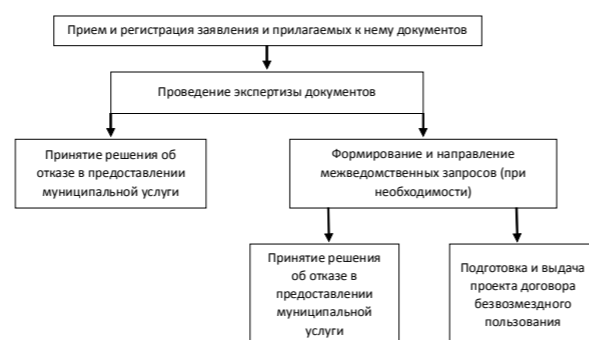 Прием и регистрация заявления и прилагаемых к нему документов
Проведение экспертизы документов
Принятие решения об
отказе в предоставлении
муниципальной услуги
Формирование и направление
межведомственных запросов (при
необходимости)
Принятие решения
об отказе в
предоставлении
муниципальной
услуги
Подготовка и выдача
проекта договора
безвозмездного
пользования